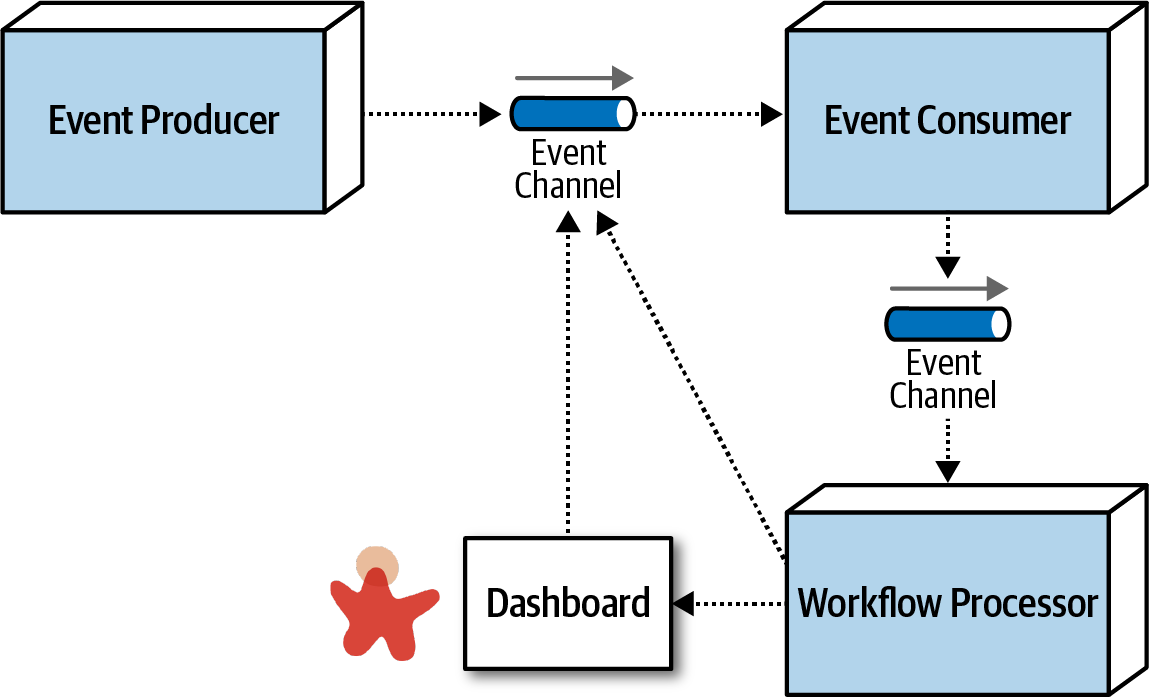 Event Producer
Event
Channel
Event Consumer
Event
Channel
Dashboard
Workflow Processor